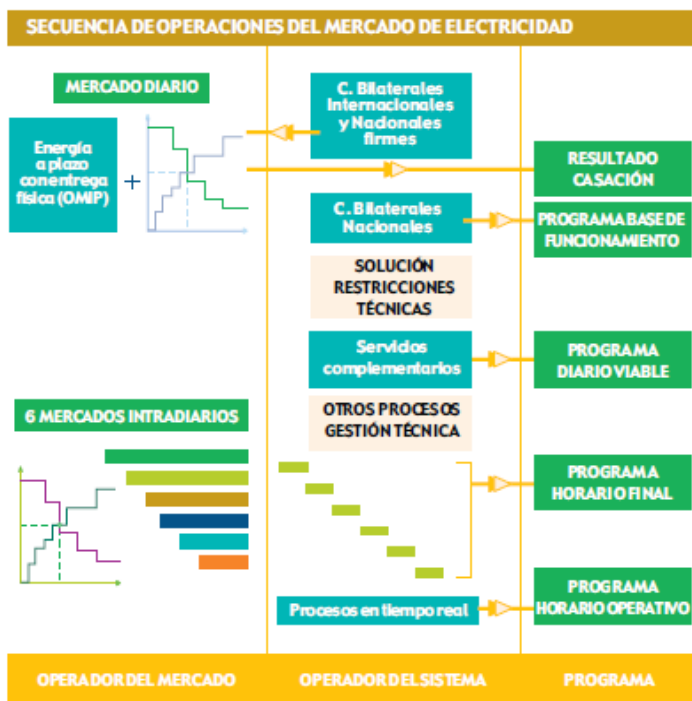 SECUENCIA DE OPERACIONES DEL MERCADO DE ELECTRICIDAD
MERCADO DIARIO
Energía
a plazo
con entrega
física (OMIP)
+
C. Bilaterales
Internacionales
y Nacionales
firmes
RESULTADO
CASACIÓN
C. Bilaterales
Nacionales
PROGRAMA BASE DE
FUNCIONAMIENTO
SOLUCIÓN
RESTRICCIONES
TÉCNICAS
Servicios
complementarios
PROGRAMA
DIARIO VIABLE
6 MERCADOS INTRADIARIOS
OTROS PROCESOS
GESTIÓN TÉCNICA
PROGRAMA
HORARIO FINAL
Procesos en tiempo real
PROGRAMA
HORARIO OPERATIVO
OPERADOR DEL MERCADO
OPERADOR DEL SISTEMA
PROGRAMA